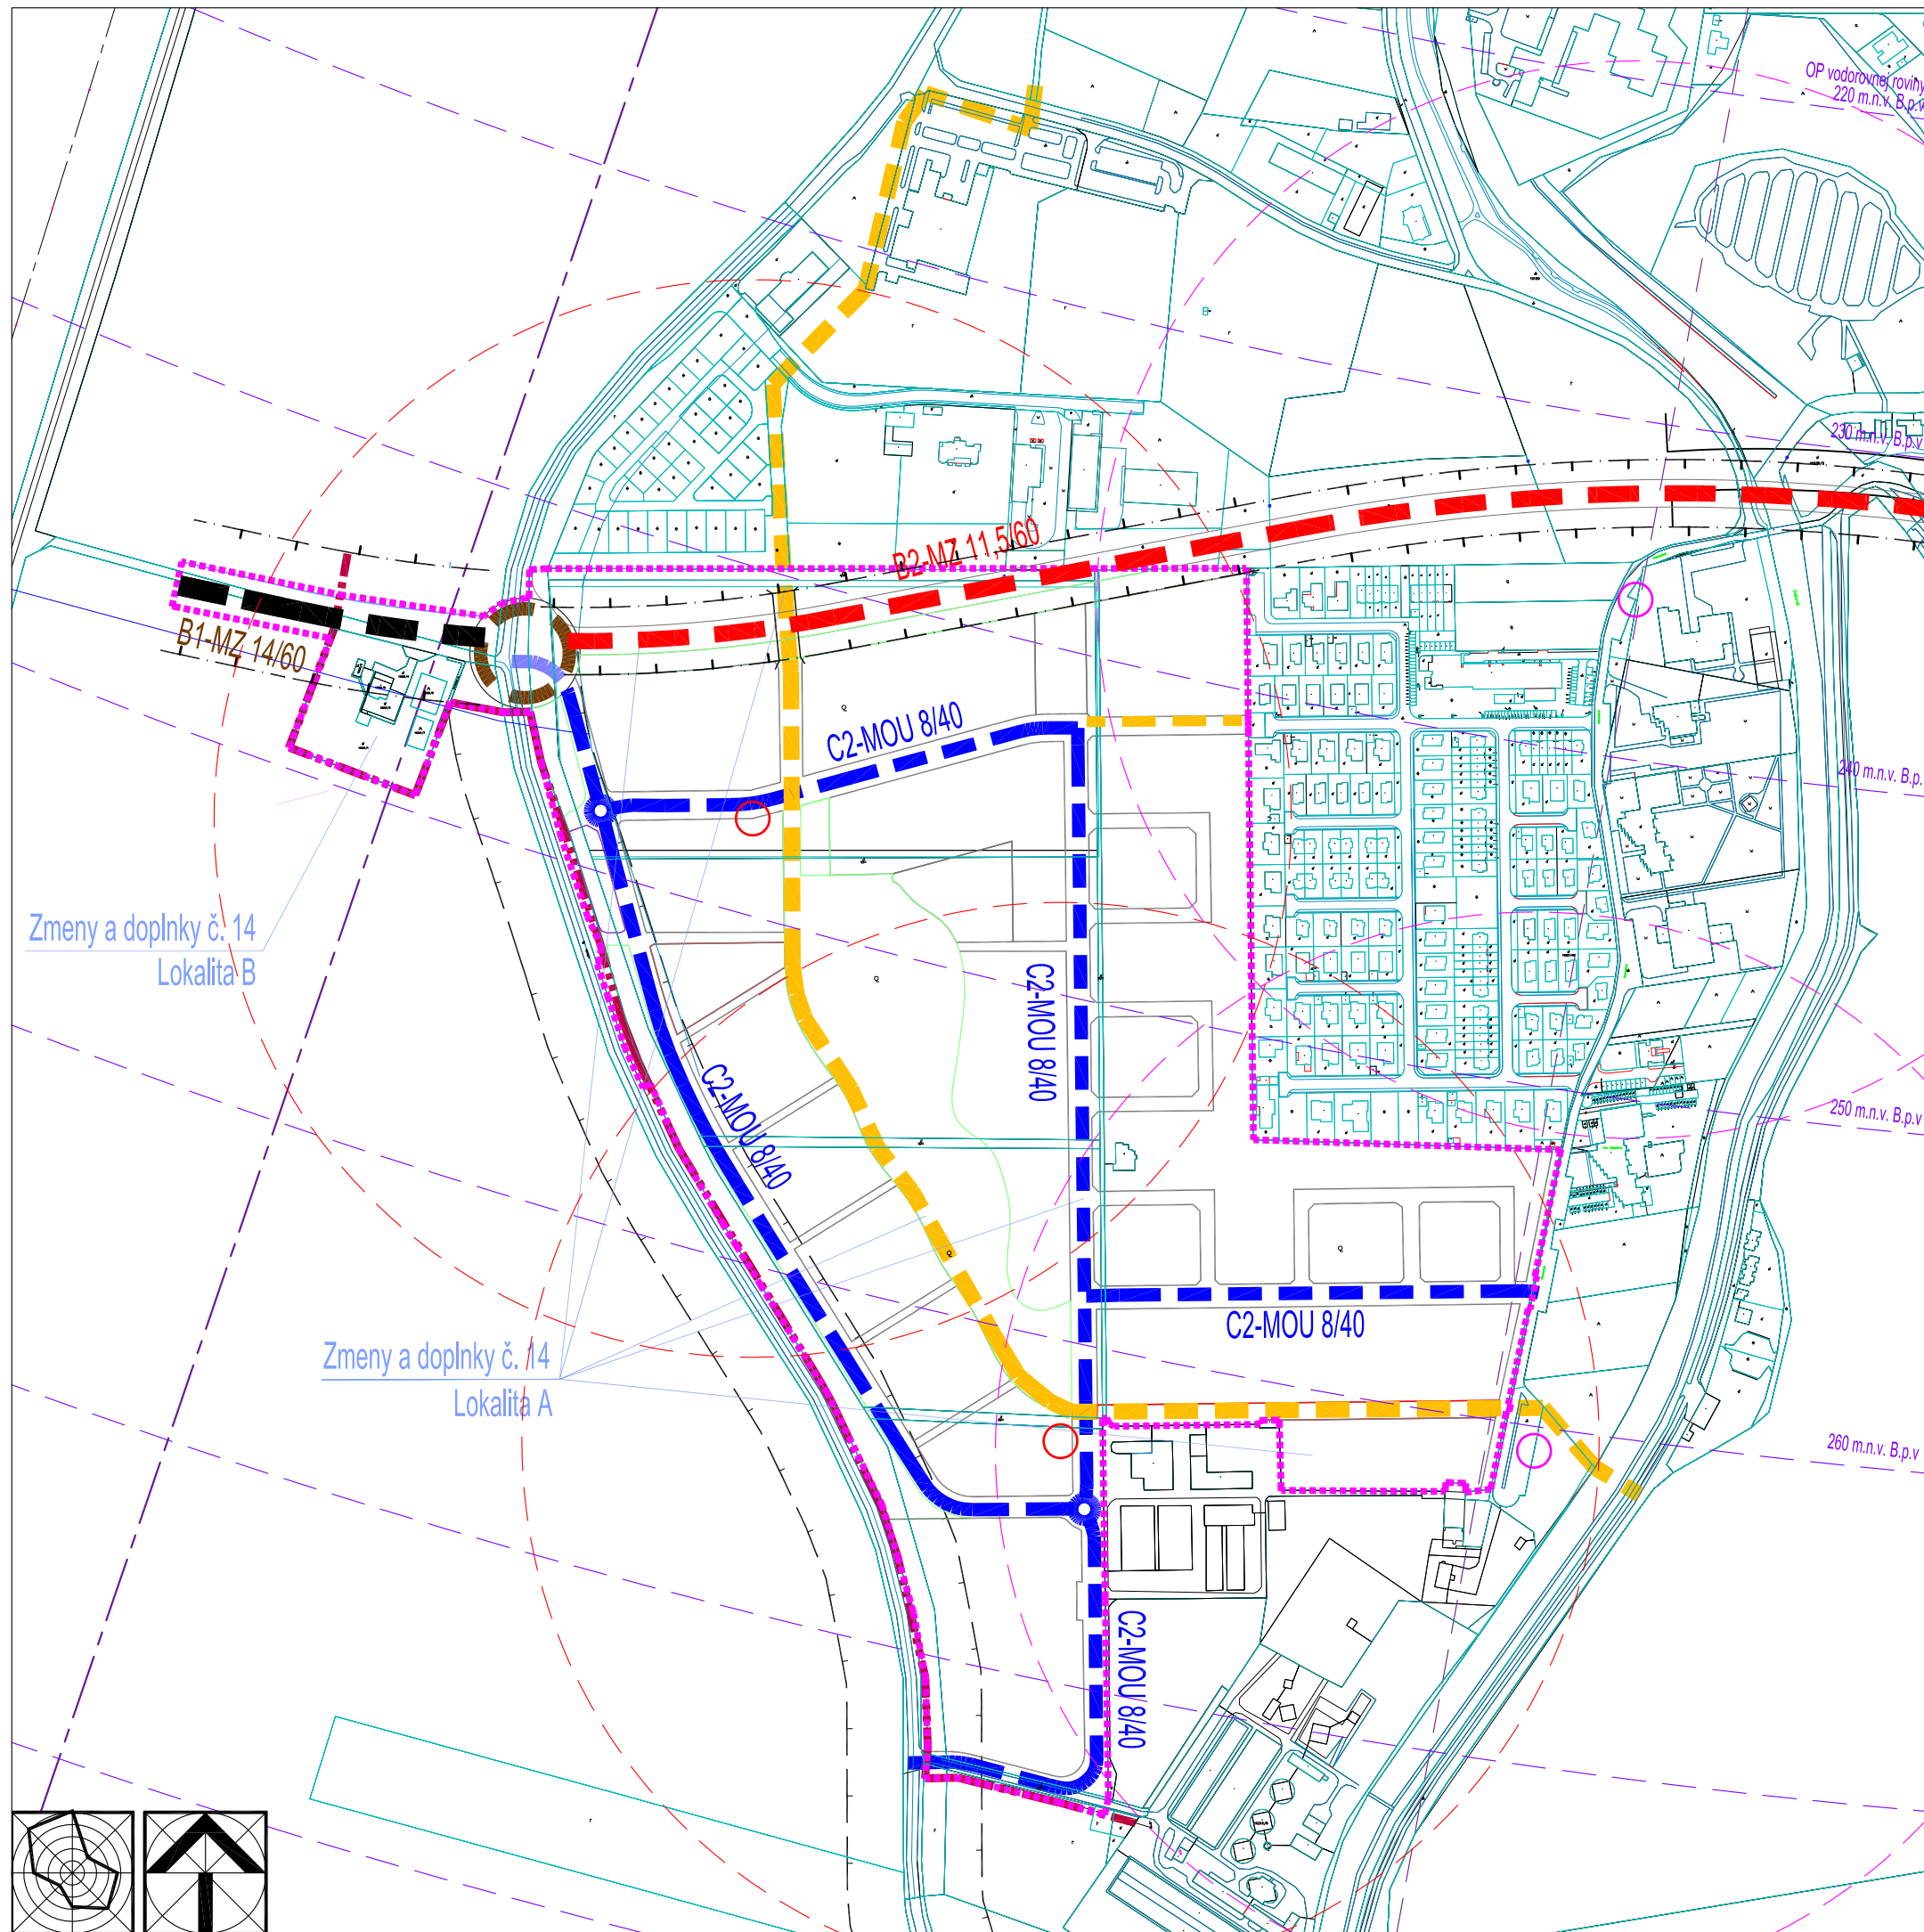 OP vodorovnej roviny
220 m.n.v. B.p.v
230 m.n.v. B.p.v
B2-MZ 11,5/60
B1-MZ 14/60
C2-MOU 8/40
240 m.n.v. B.p.
Zmeny a doplnky č. 14
Lokalita B
C2-MOU 8/40
C2-MOU 8/40
250 m.n.v. B.p.v
C2-MOU 8/40
Zmeny a doplnky č. 14
Lokalita A
260 m.n.v. B.p.v
C2-MOU 8/40